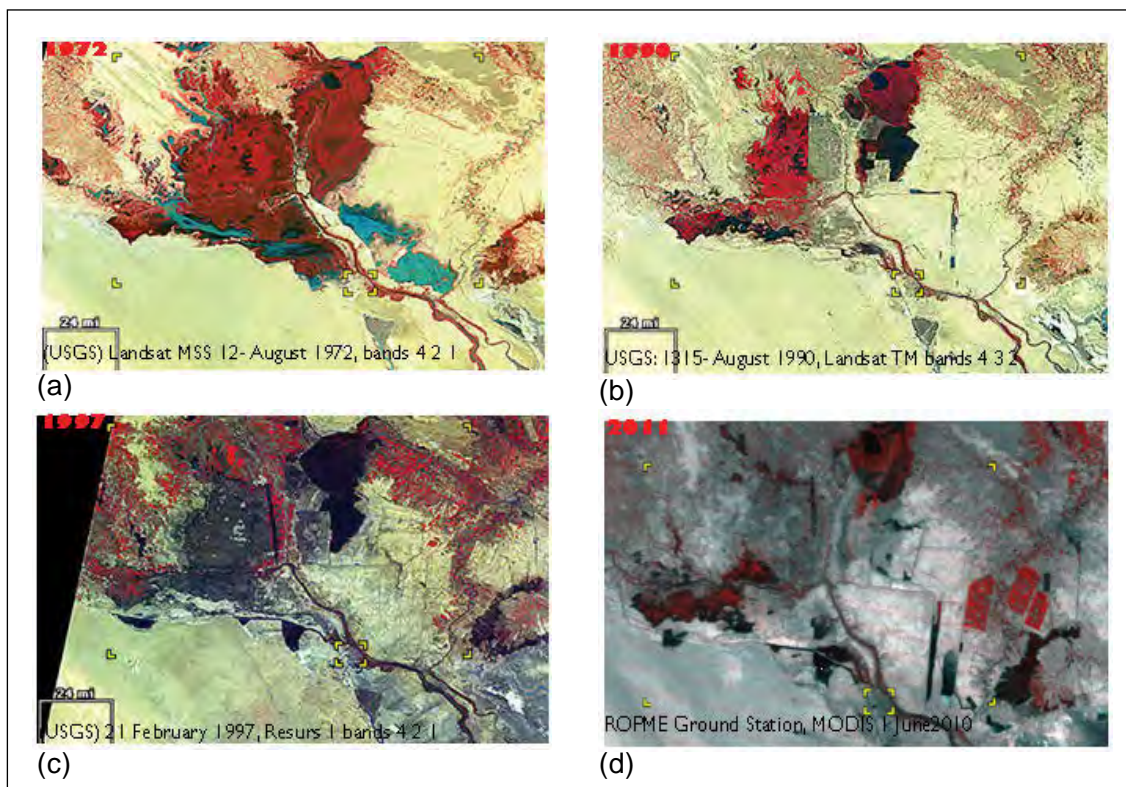 1972
24 mi
(USGS) Landsat MSS 12- August 1972, bands 4 2 1
(a)
1990
24 mi
USGS: 1315- August 1990, Landsat TM bands 4 3 2
(b)
1997
24 mi
(USGS) 21 February 1997, Resurs 1 bands 4 2 1
(c)
2011
ROPME Ground Station, MODIS 1 June2010
(d)